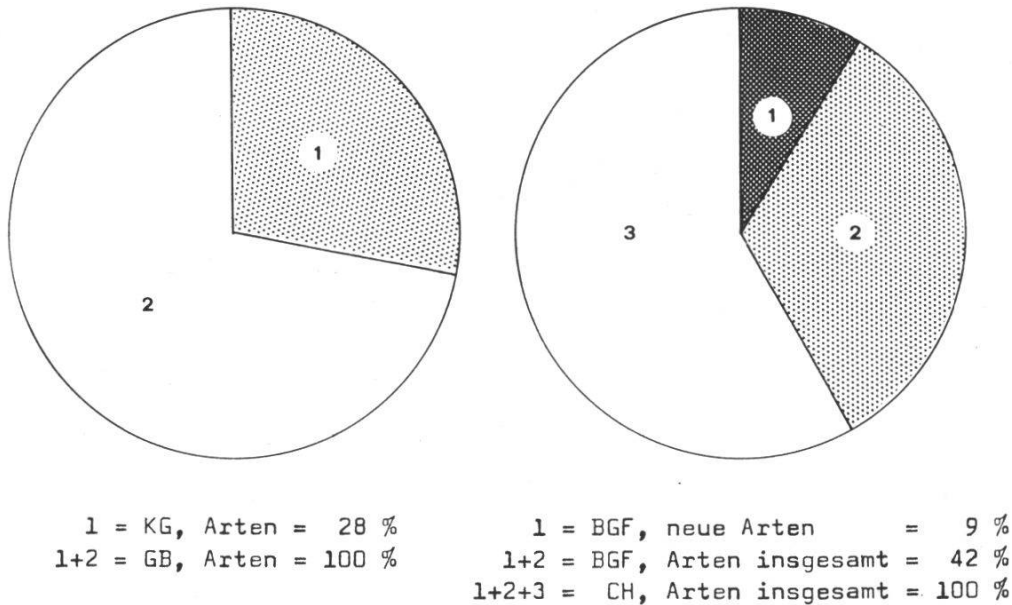 1
2
1
2
3
1 = KG, Arten = 28 %
1+2 = GB, Arten = 100 %
1 = BGF, neue Arten = 9 %
1+2 = BGF, Arten insgesamt = 42 %
1+2+3 = CH, Arten insgesamt = 100 %